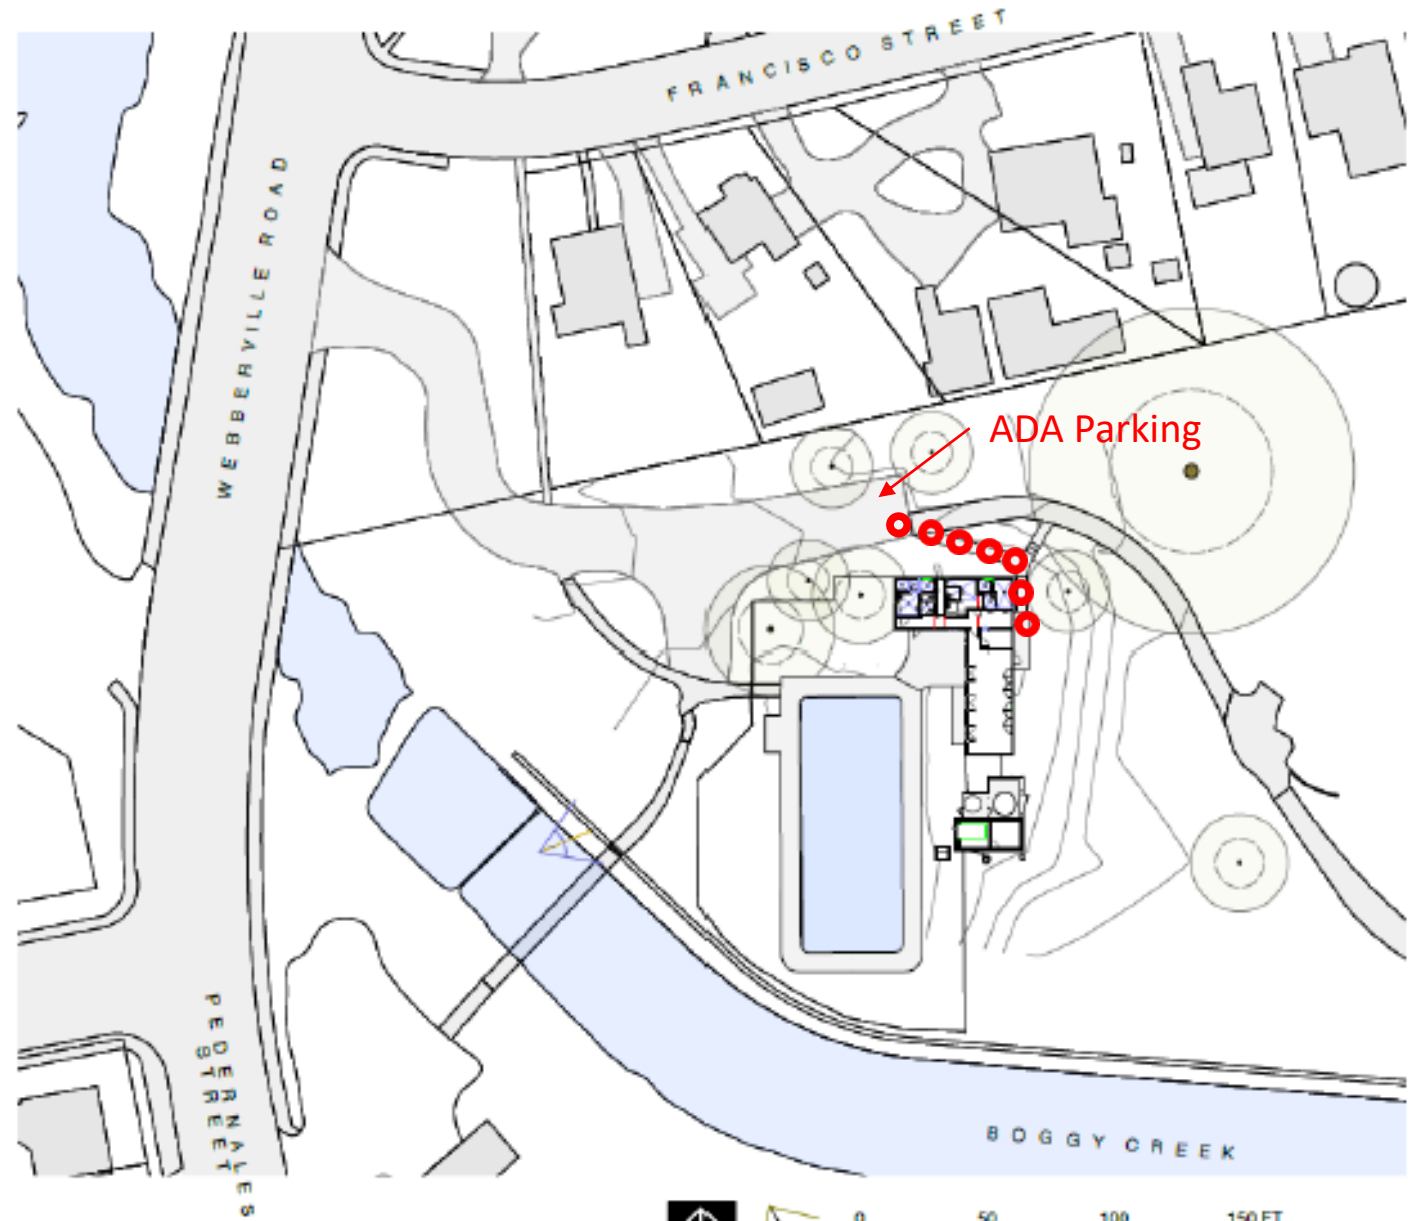 FRANCISCO STREET
WEBBERVILLE ROAD
ADA Parking
PEDERNALES
STREET
BOGGY CREEK
0 50 100 150 FT